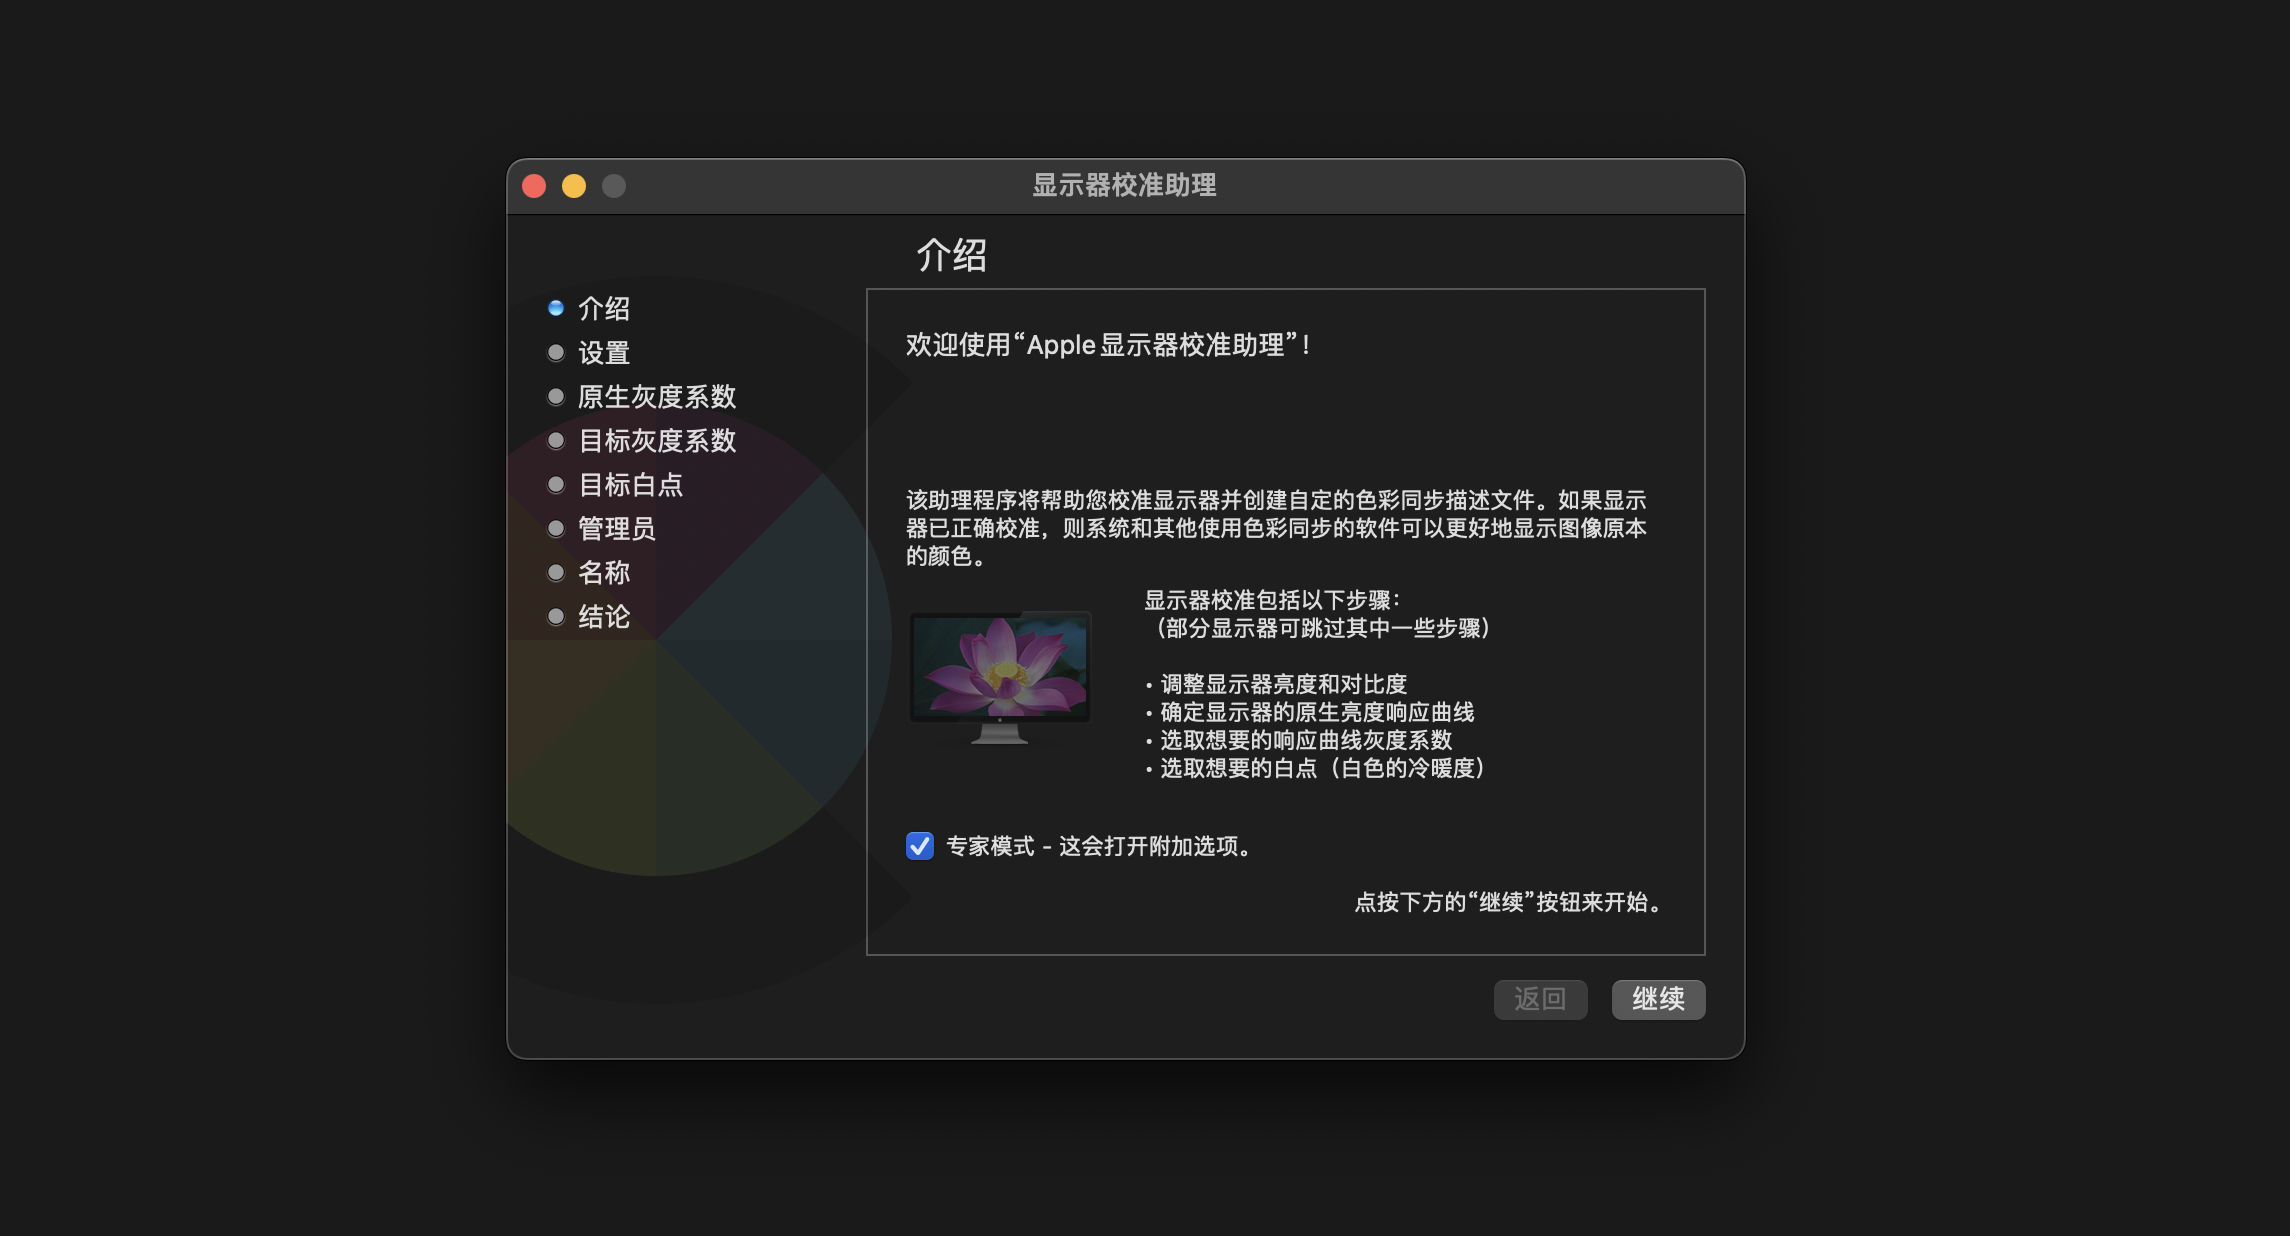 显示器校准助理
介绍
介绍
设置
原生灰度系数
目标灰度系数
目标白点
管理员
名称
结论
欢迎使用“Apple显示器校准助理”！
该助理程序将帮助您校准显示器并创建自定的色彩同步描述文件。如果显示
器已正确校准，则系统和其他使用色彩同步的软件可以更好地显示图像原本
的颜色。
显示器校准包括以下步骤：
（部分显示器可跳过其中一些步骤）
• 调整显示器亮度和对比度
• 确定显示器的原生亮度响应曲线
• 选取想要的响应曲线灰度系数
• 选取想要的白点（白色的冷暖度）
专家模式 - 这会打开附加选项。
点按下方的“继续”按钮来开始。
返回
继续